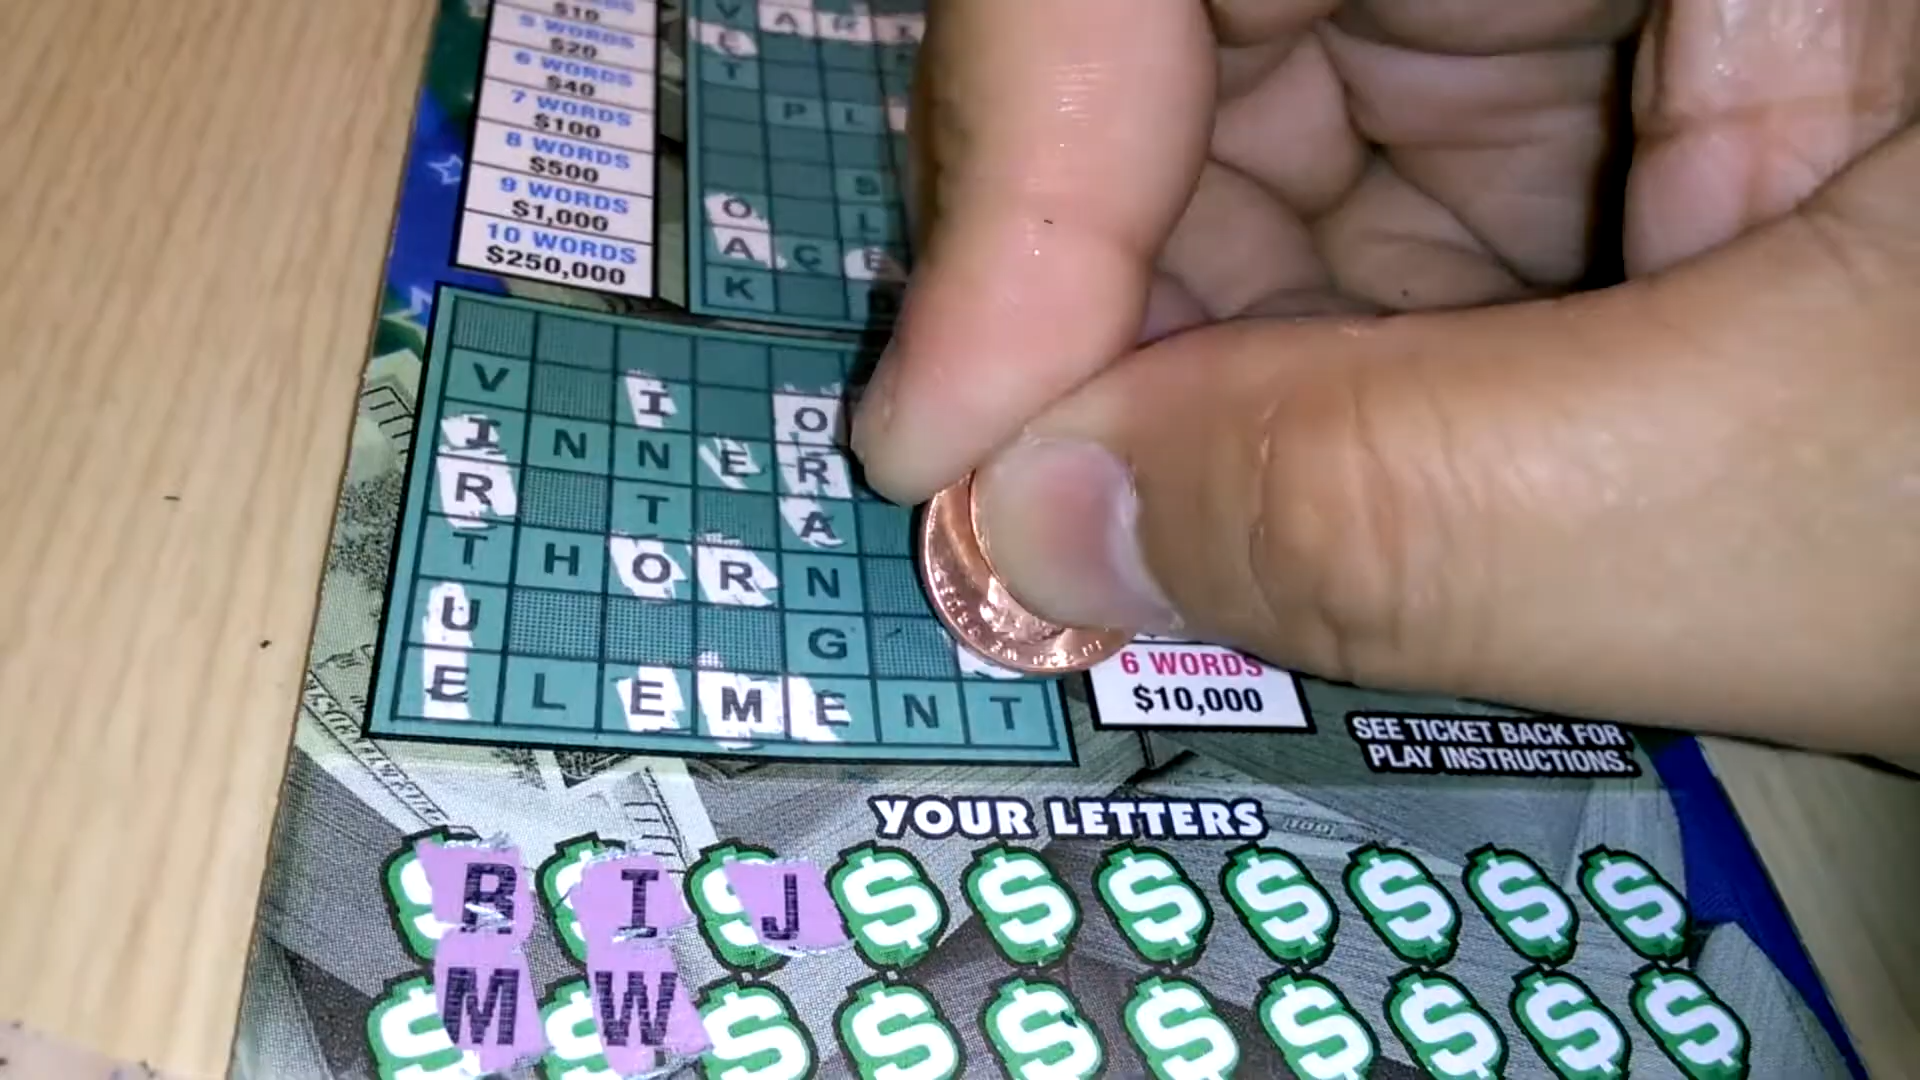 $10
5 WORDS
$20
6 WORDS
$40
7 WORDS
$100
8 WORDS
$500
9 WORDS
$1,000
10 WORDS
$250,000
V A R I
E
T
P L
S
O L
A C E
K
V I O
I N N E R
R T A
T H O R N
U G
E L E M E N T
6 WORDS
$10,000
SEE TICKET BACK FOR
PLAY INSTRUCTIONS.
YOUR LETTERS
R I J $ $ $ $ $ $ $
M W $ $ $ $ $ $ $ $